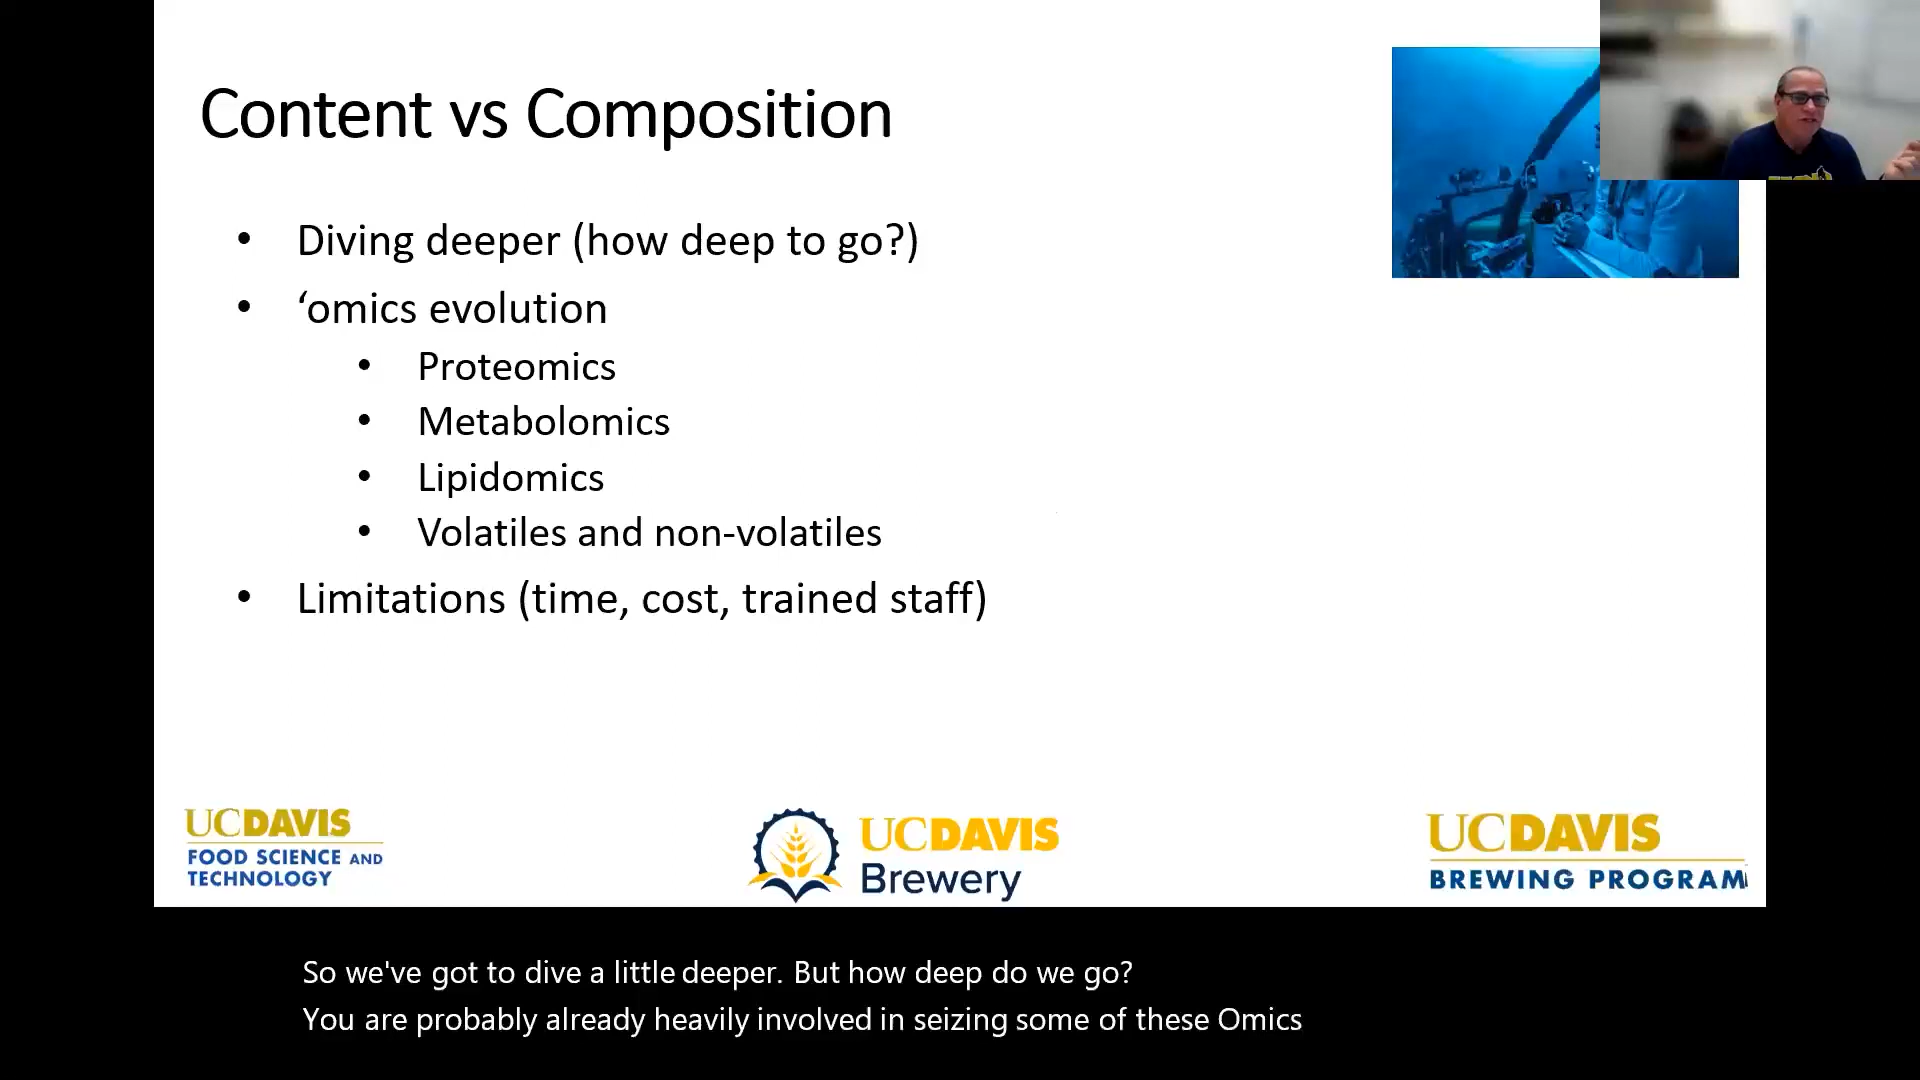 Content vs Composition
• Diving deeper (how deep to go?)
• ‘omics evolution
• Proteomics
• Metabolomics
• Lipidomics
• Volatiles and non-volatiles
• Limitations (time, cost, trained staff)
UCDAVIS
FOOD SCIENCE AND
TECHNOLOGY
UCDAVIS
Brewery
UCDAVIS
BREWING PROGRAM
So we've got to dive a little deeper. But how deep do we go?
You are probably already heavily involved in seizing some of these Omics